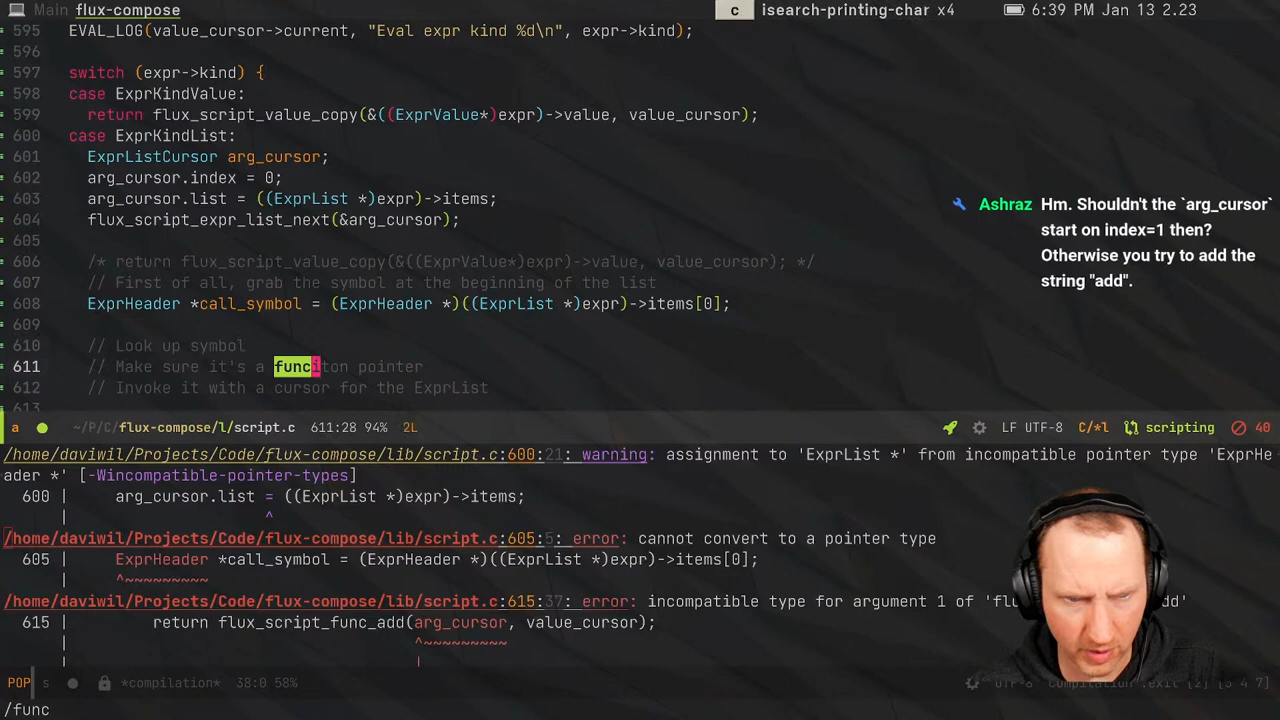 Main flux-compose c isearch-printing-char x4 6:39 PM Jan 13 2.23
595 EVAL_LOG(value_cursor->current, "Eval expr kind %d\n", expr->kind);
596
597 switch (expr->kind) {
598 case ExprKindValue:
599 return flux_script_value_copy(&((ExprValue*)expr)->value, value_cursor);
600 case ExprKindList:
601 ExprListCursor arg_cursor;
602 arg_cursor.index = 0;
603 arg_cursor.list = ((ExprList *)expr)->items;
604 flux_script_expr_list_next(&arg_cursor);
605
606 /* return flux_script_value_copy(&((ExprValue*)expr)->value, value_cursor); */
607 // First of all, grab the symbol at the beginning of the list
608 ExprHeader *call_symbol = (ExprHeader *)((ExprList *)expr)->items[0];
609
610 // Look up symbol
611 // Make sure it's a funciton pointer
612 // Invoke it with a cursor for the ExprList
613
Ashraz Hm. Shouldn't the `arg_cursor`
start on index=1 then?
Otherwise you try to add the
string "add".
a ~/P/C/flux-compose/l/script.c 611:28 94% 2L LF UTF-8 C/*l scripting 40
/home/daviwil/Projects/Code/flux-compose/lib/script.c:600:21: warning: assignment to 'ExprList *' from incompatible pointer type 'ExprHe
ader *' [-Wincompatible-pointer-types]
600 | arg_cursor.list = ((ExprList *)expr)->items;
| ^
/home/daviwil/Projects/Code/flux-compose/lib/script.c:605:5: error: cannot convert to a pointer type
605 | ExprHeader *call_symbol = (ExprHeader *)((ExprList *)expr)->items[0];
| ^~~~~~~~~~
/home/daviwil/Projects/Code/flux-compose/lib/script.c:615:37: error: incompatible type for argument 1 of
615 | return flux_script_func_add(arg_cursor, value_cursor);
| ^~~~~~~~~~
| |
POP s *compilation* 38:0 58%
/func